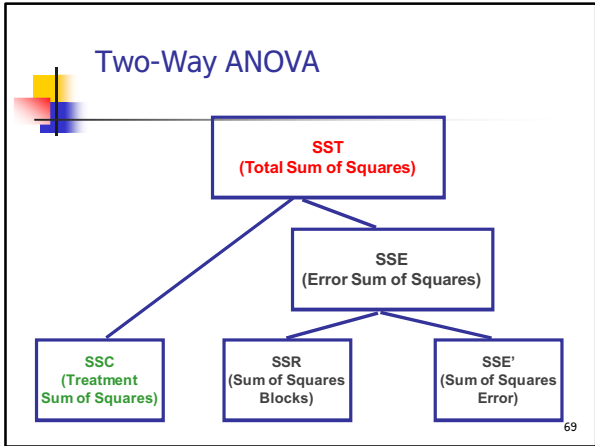 Two-Way ANOVA
SST
(Total Sum of Squares)
SSE
(Error Sum of Squares)
SSC
(Treatment
Sum of Squares)
SSR
(Sum of Squares
Blocks)
SSE’
(Sum of Squares
Error)
69